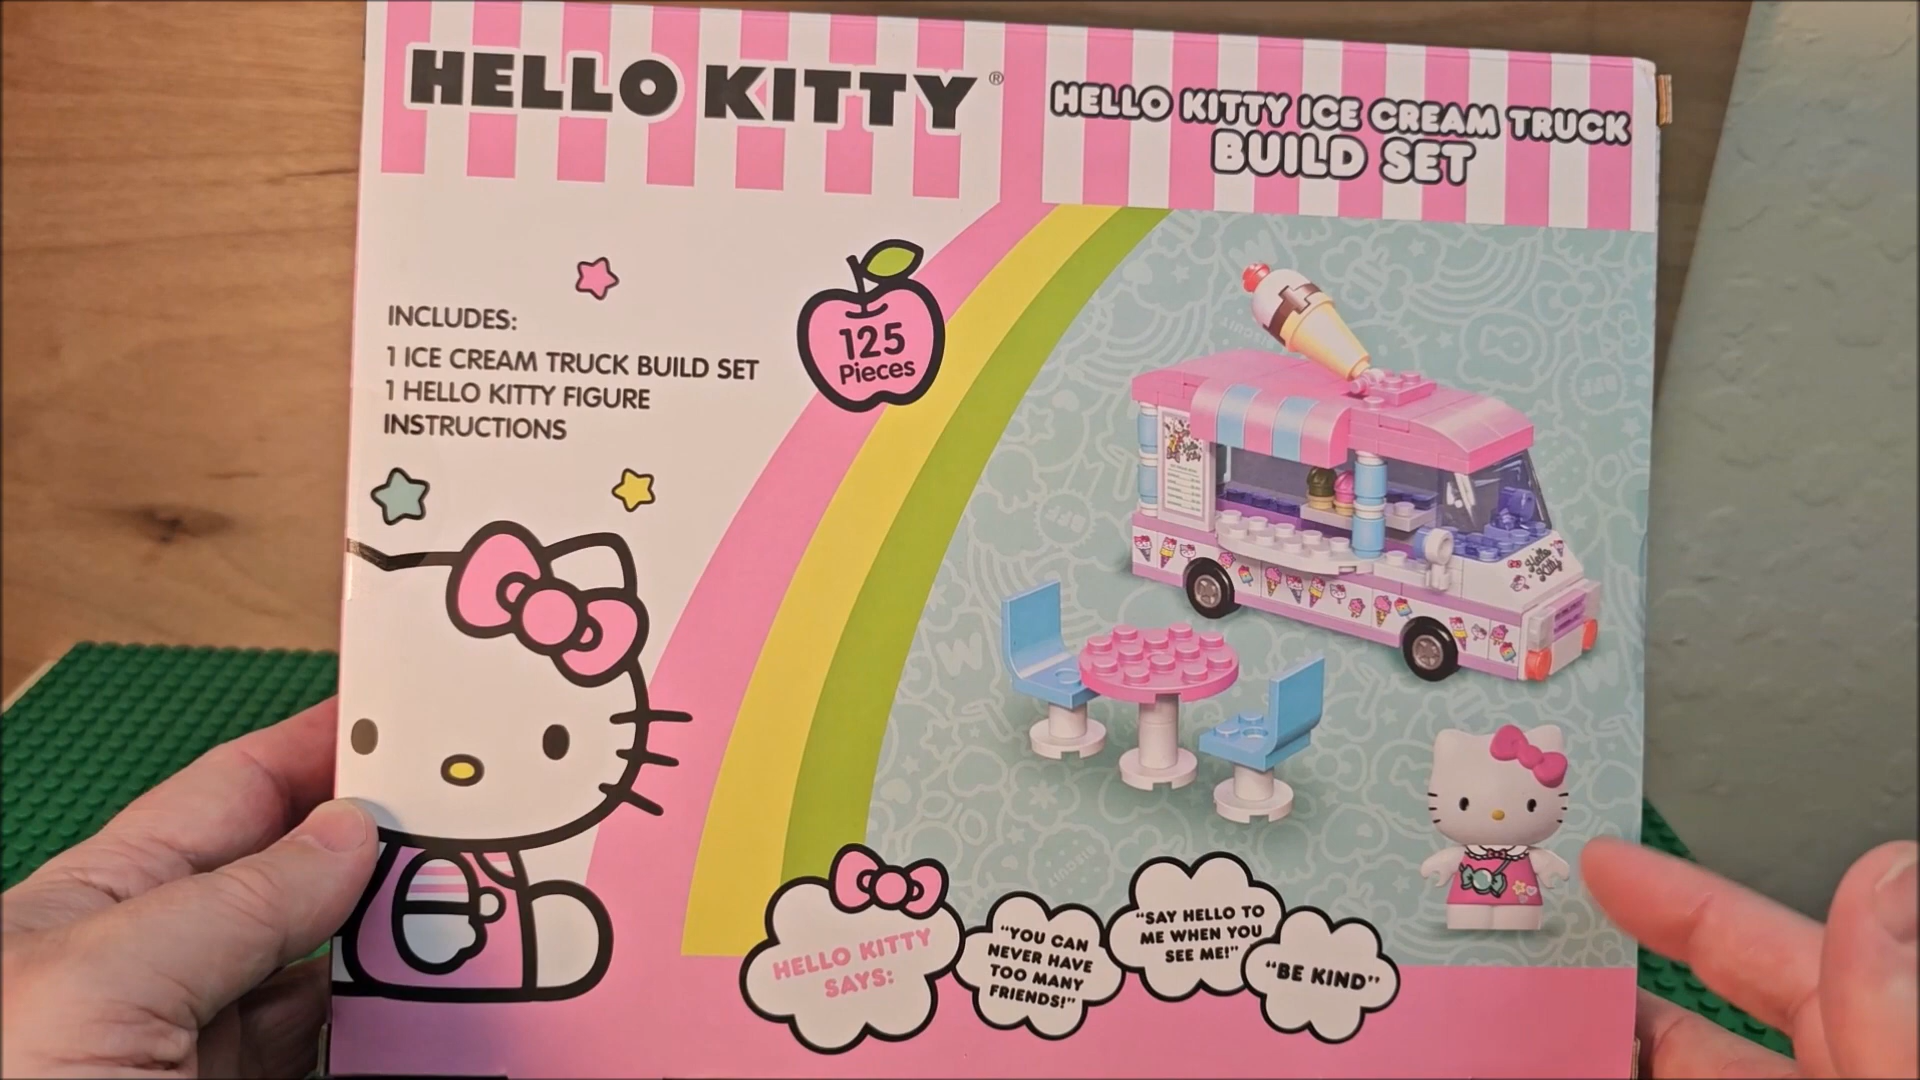 HELLO KITTY®
HELLO KITTY ICE CREAM TRUCK
BUILD SET
INCLUDES:
1 ICE CREAM TRUCK BUILD SET
1 HELLO KITTY FIGURE
INSTRUCTIONS
125
Pieces
Hello
Kitty
HELLO KITTY
SAYS:
"YOU CAN
NEVER HAVE
TOO MANY
FRIENDS!"
"SAY HELLO TO
ME WHEN YOU
SEE ME!"
"BE KIND"